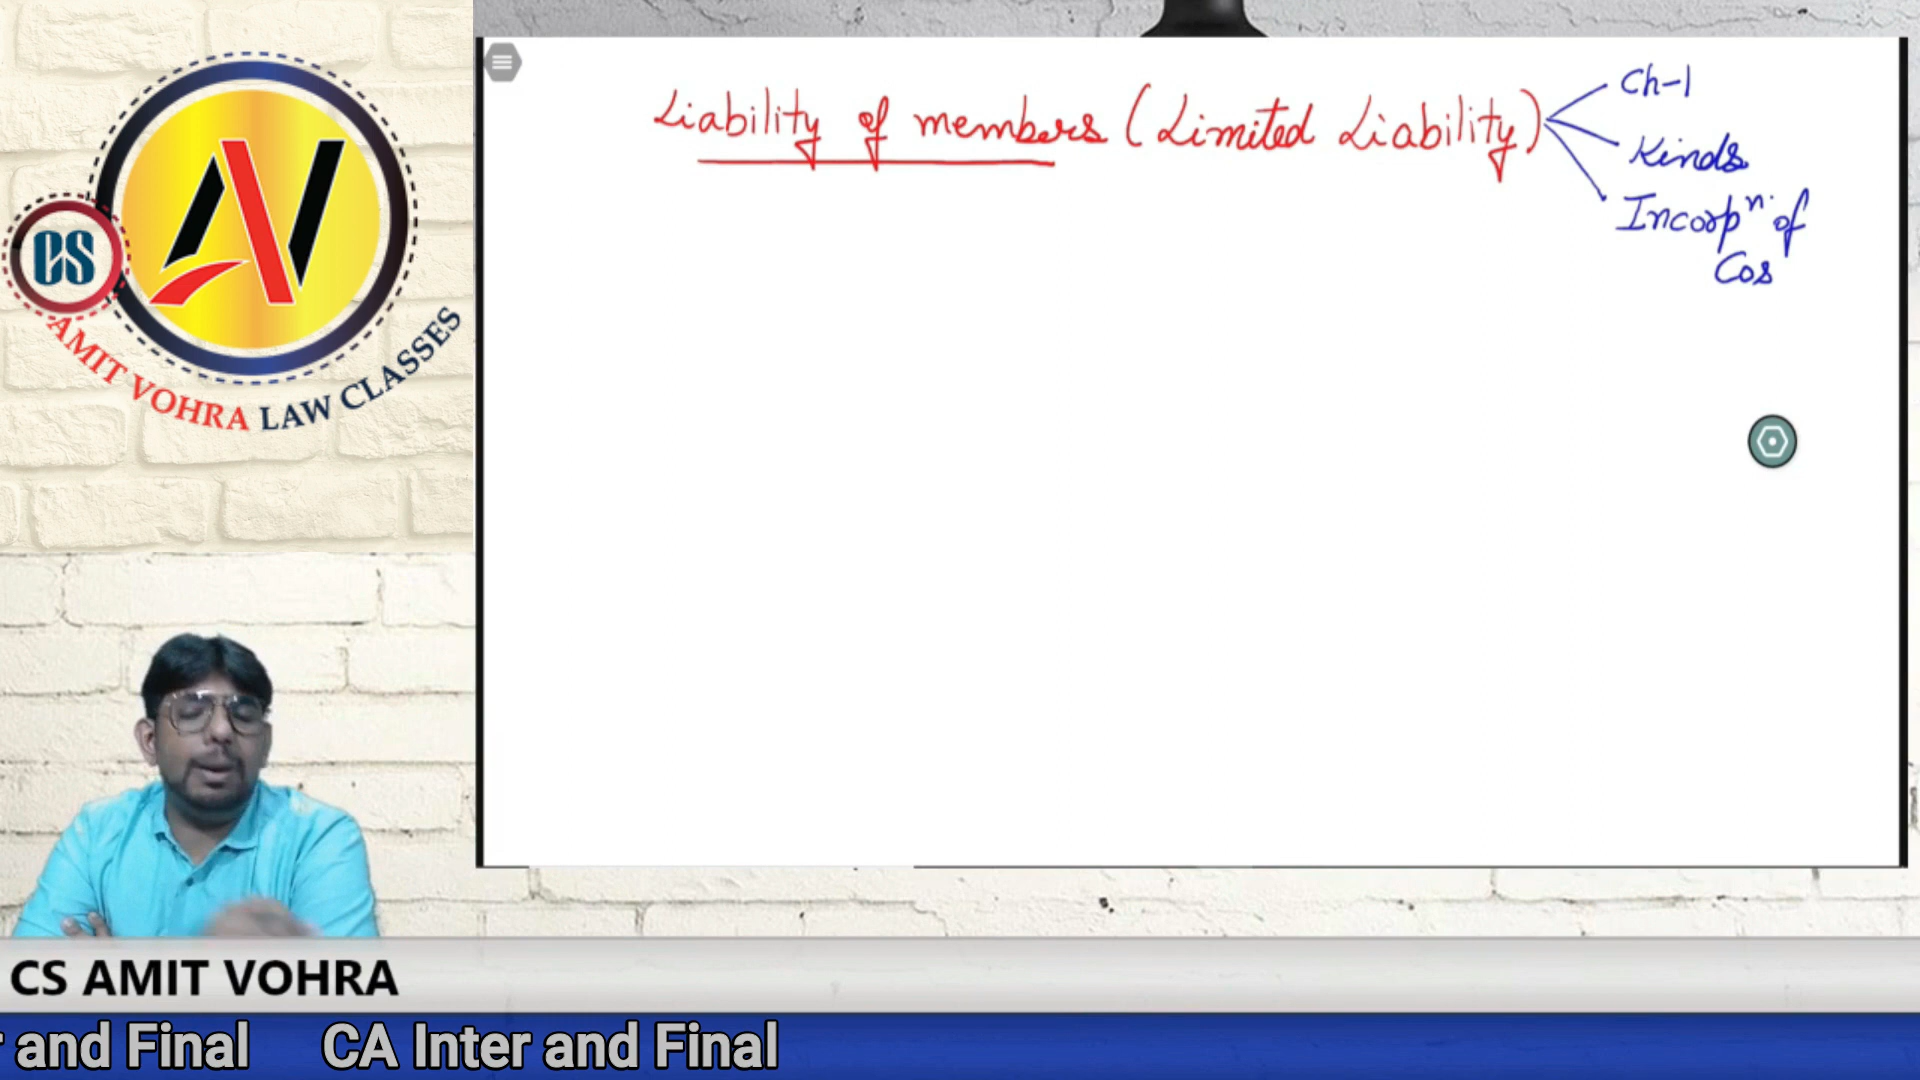 Liability of members (Limited Liability)
Ch-1
Kinds
Incorpn. of
Cos
CS
AV
AMIT VOHRA LAW CLASSES
CS AMIT VOHRA
r and Final CA Inter and Final